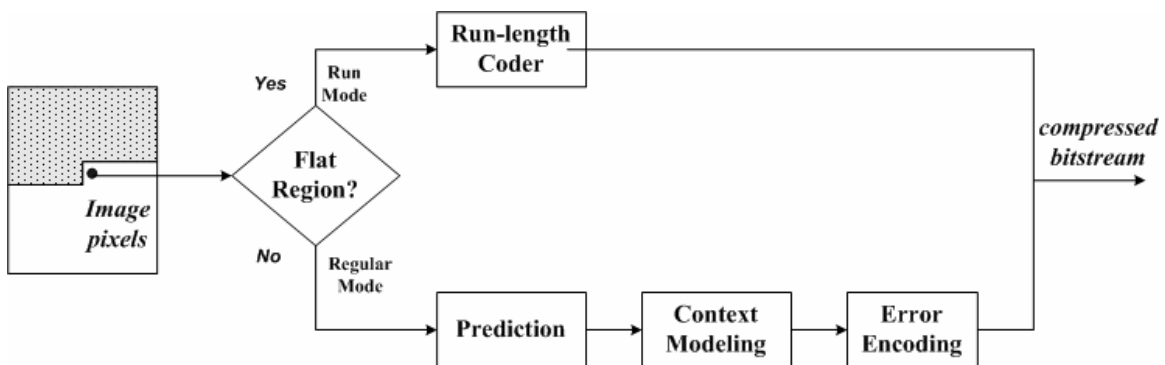 Run-length
Coder
Yes
Run
Mode
Flat
Region?
Image
pixels
No
Regular
Mode
Prediction
Context
Modeling
Error
Encoding
compressed
bitstream